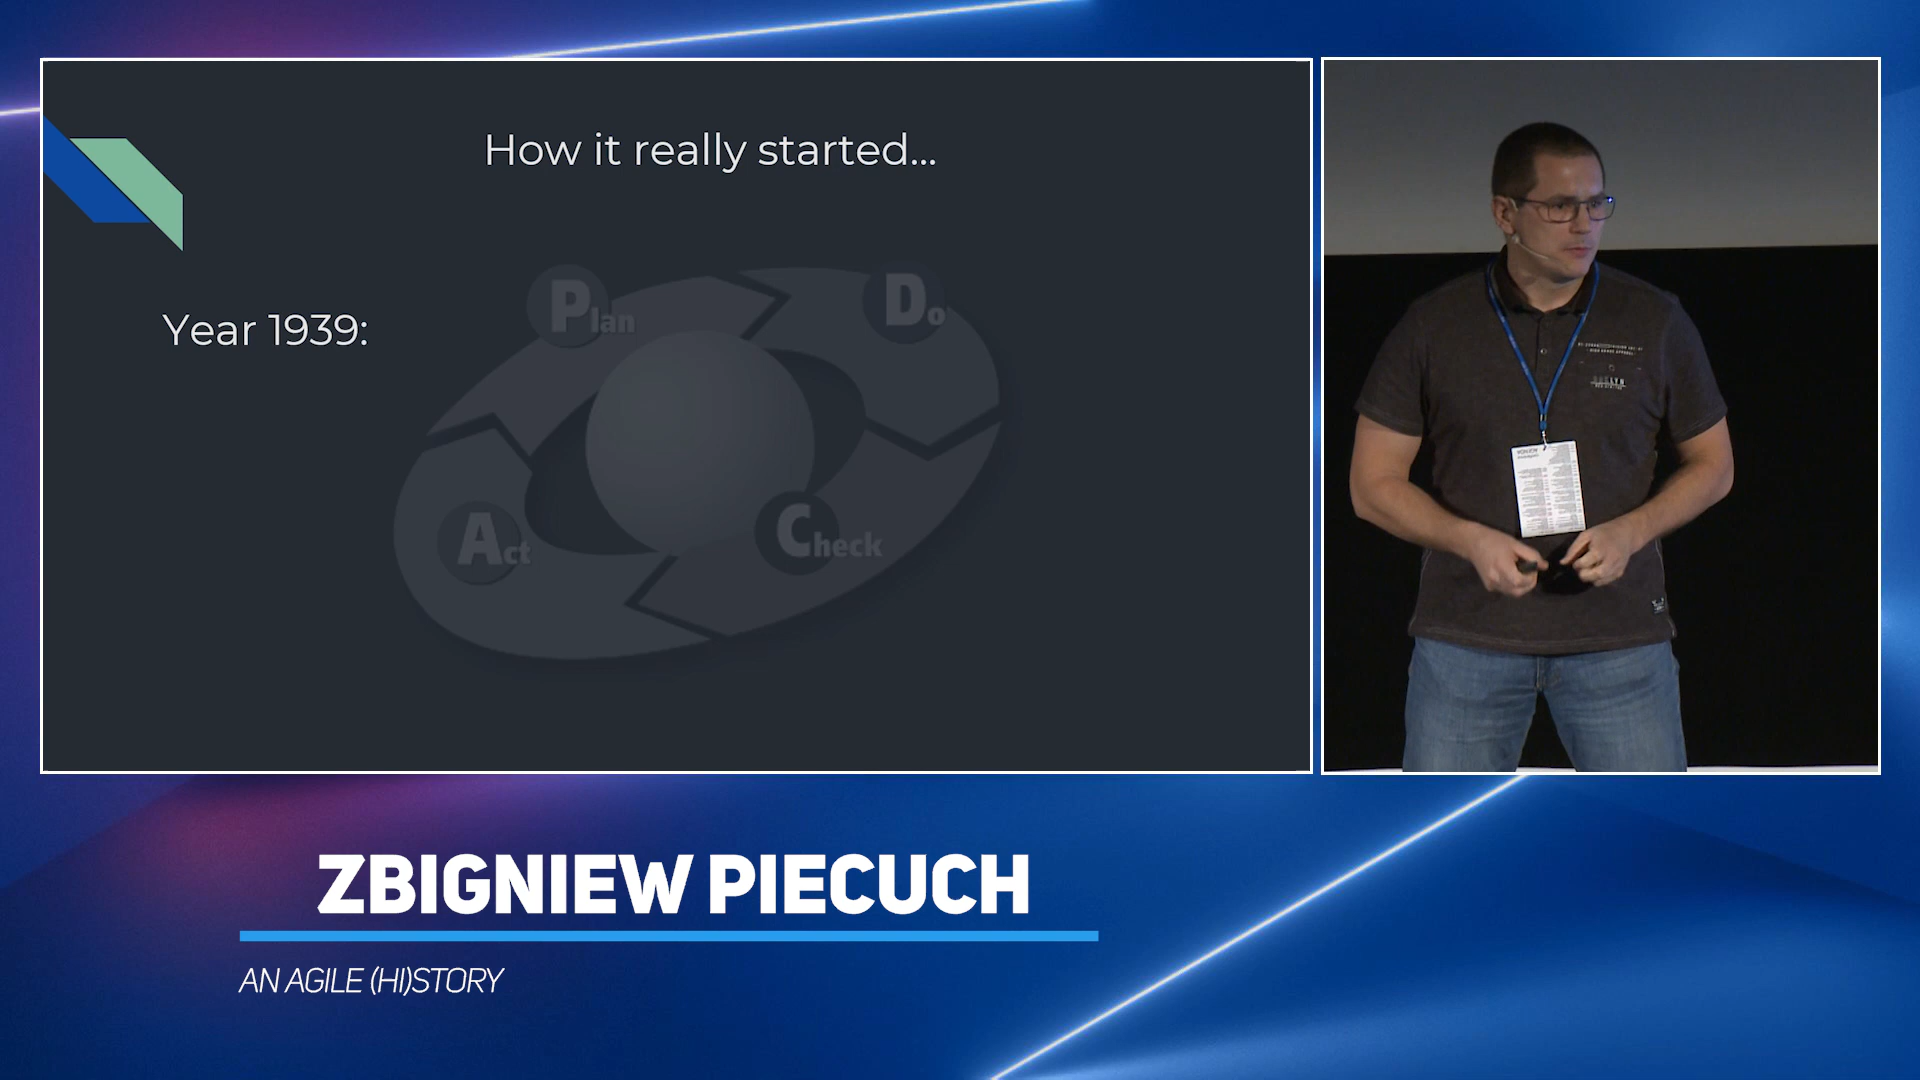 How it really started...
Year 1939:
Plan
Do
Act
Check
ZBIGNIEW PIECUCH
AN AGILE (HI)STORY